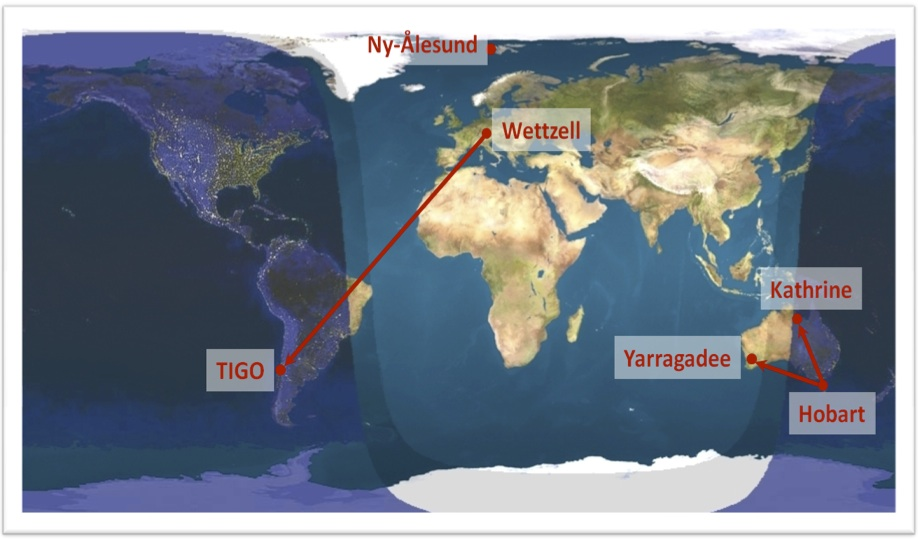 Ny-Ålesund
Wettzell
Kathrine
Yarragadee
TIGO
Hobart